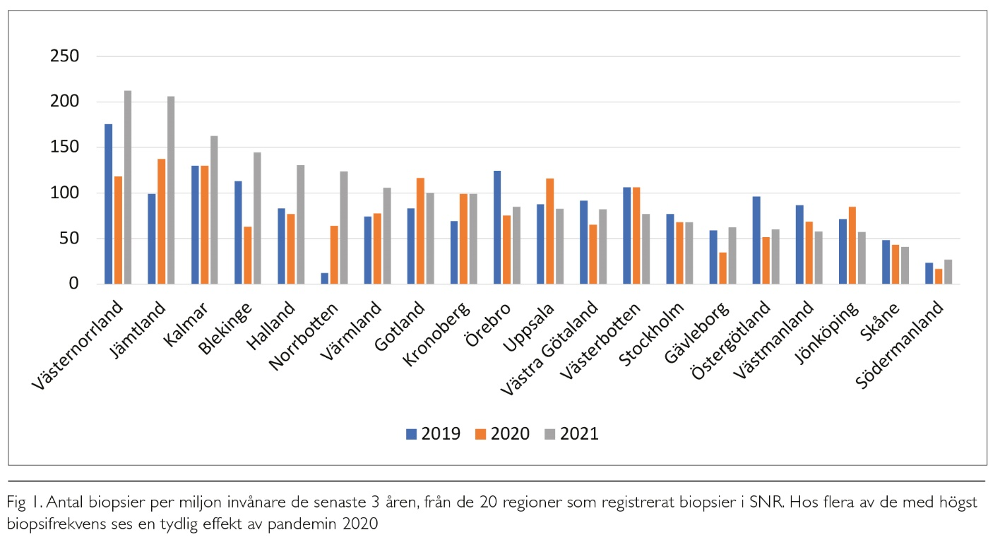 250
200
150
100
50
0
Västernorrland
Jämtland
Kalmar
Blekinge
Halland
Norrbotten
Värmland
Gotland
Kronoberg
Örebro
Uppsala
Västra Götaland
Västerbotten
Stockholm
Gävleborg
Östergötland
Västmanland
Jönköping
Skåne
Södermanland
2019 2020 2021
Fig 1. Antal biopsier per miljon invånare de senaste 3 åren, från de 20 regioner som registrerat biopsier i SNR. Hos flera av de med högst
biopsifrekvens ses en tydlig effekt av pandemin 2020